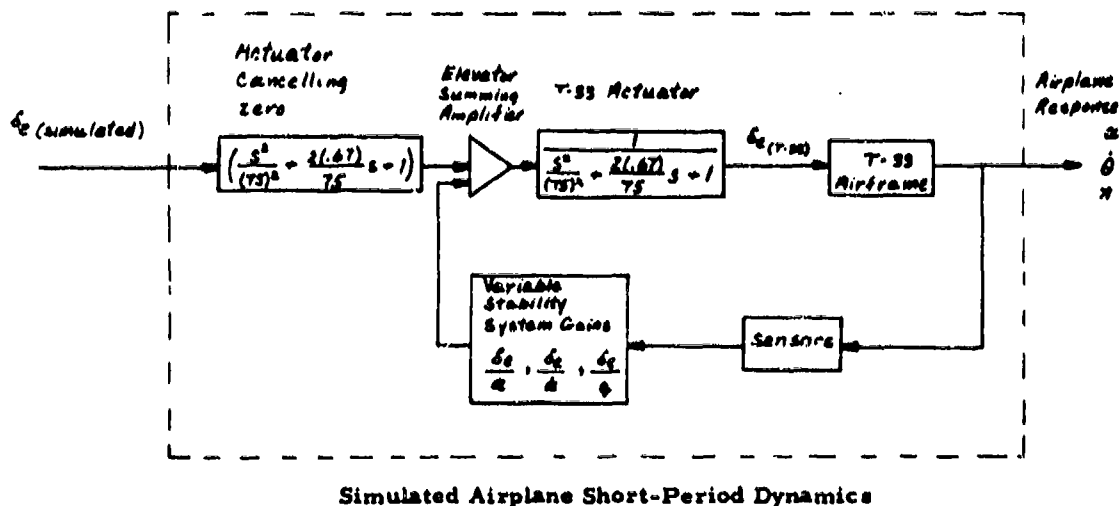 Actuator
Cancelling
zero
Elevator
Summing
Amplifier
T-33 Actuator
Airplane
Response
α
θ̇
n
δe (simulated)
(S²/(75)² + 2(.67)/75 s + 1)
1/(S²/(75)² + 2(.67)/75 s + 1)
δe (T-33)
T-33
Airframe
Variable
Stability
System Gains
δe/α , δe/α̇ , δe/q
Sensors
Simulated Airplane Short-Period Dynamics